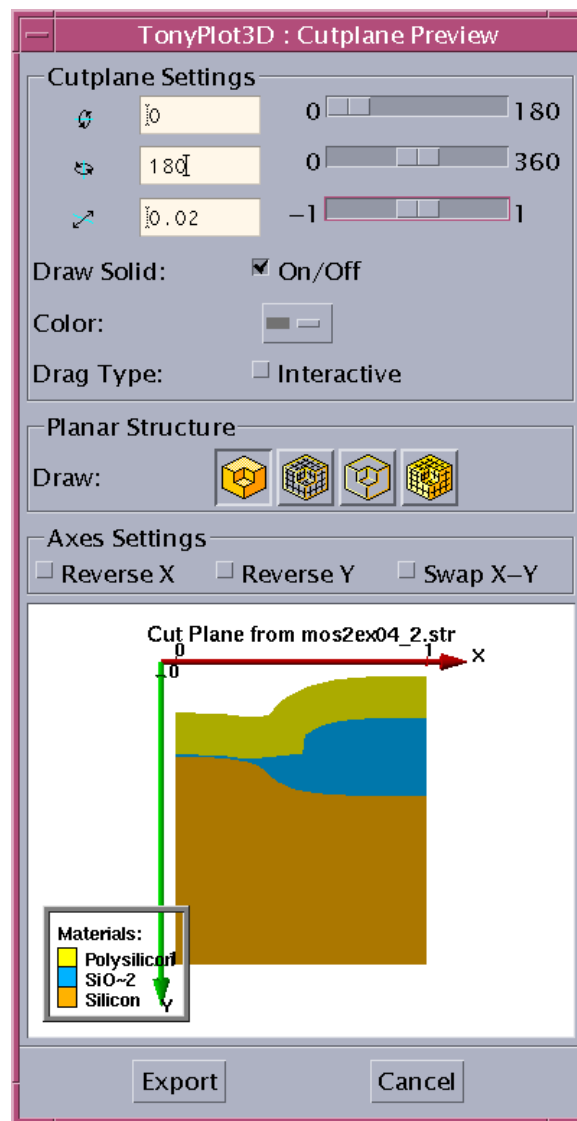 TonyPlot3D : Cutplane Preview
Cutplane Settings
0 0 180
180 0 360
0.02 −1 1
Draw Solid: On/Off
Color:
Drag Type: Interactive
Planar Structure
Draw:
Axes Settings
Reverse X Reverse Y Swap X−Y
Cut Plane from mos2ex04_2.str
0 1 X
0
Materials:
Polysilicon 1
SiO~2
Silicon Y
Export Cancel